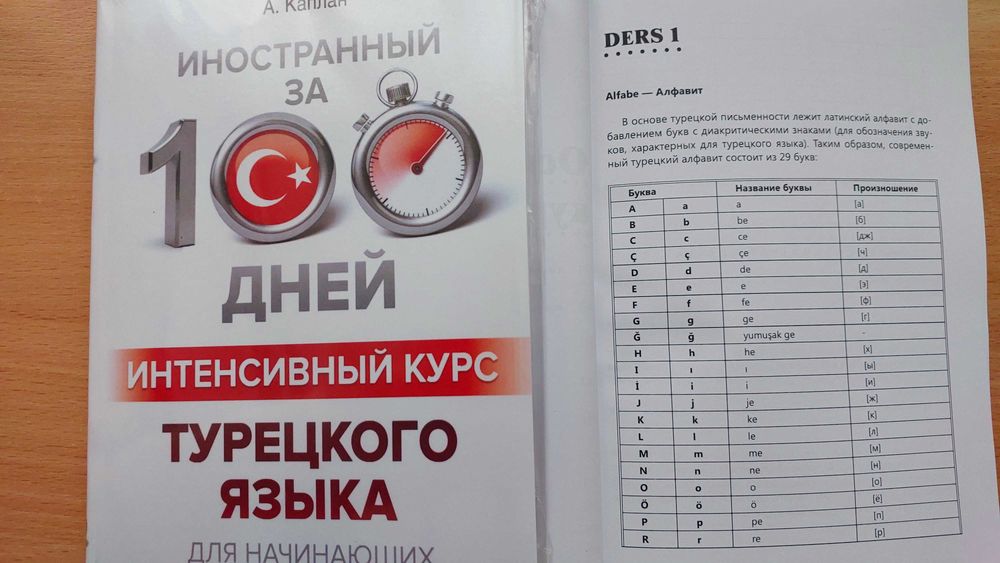 А. Каплан
ИНОСТРАННЫЙ
ЗА
100
ДНЕЙ
ИНТЕНСИВНЫЙ КУРС
ТУРЕЦКОГО
ЯЗЫКА
ДЛЯ НАЧИНАЮЩИХ
DERS 1
Alfabe — Алфавит
В основе турецкой письменности лежит латинский алфавит с до-
бавлением букв с диакритическими знаками (для обозначения зву-
ков, характерных для турецкого языка). Таким образом, современ-
ный турецкий алфавит состоит из 29 букв:
Буква Название буквы Произношение
A a a [а]
B b be [б]
C c ce [дж]
Ç ç çe [ч]
D d de [д]
E e e [э]
F f fe [ф]
G g ge [г]
Ğ ğ yumuşak ge -
H h he [х]
I ı ı [ы]
İ i i [и]
J j je [ж]
K k ke [к]
L l le [л]
M m me [м]
N n ne [н]
O o o [о]
Ö ö ö [ё]
P p pe [п]
R r re [р]